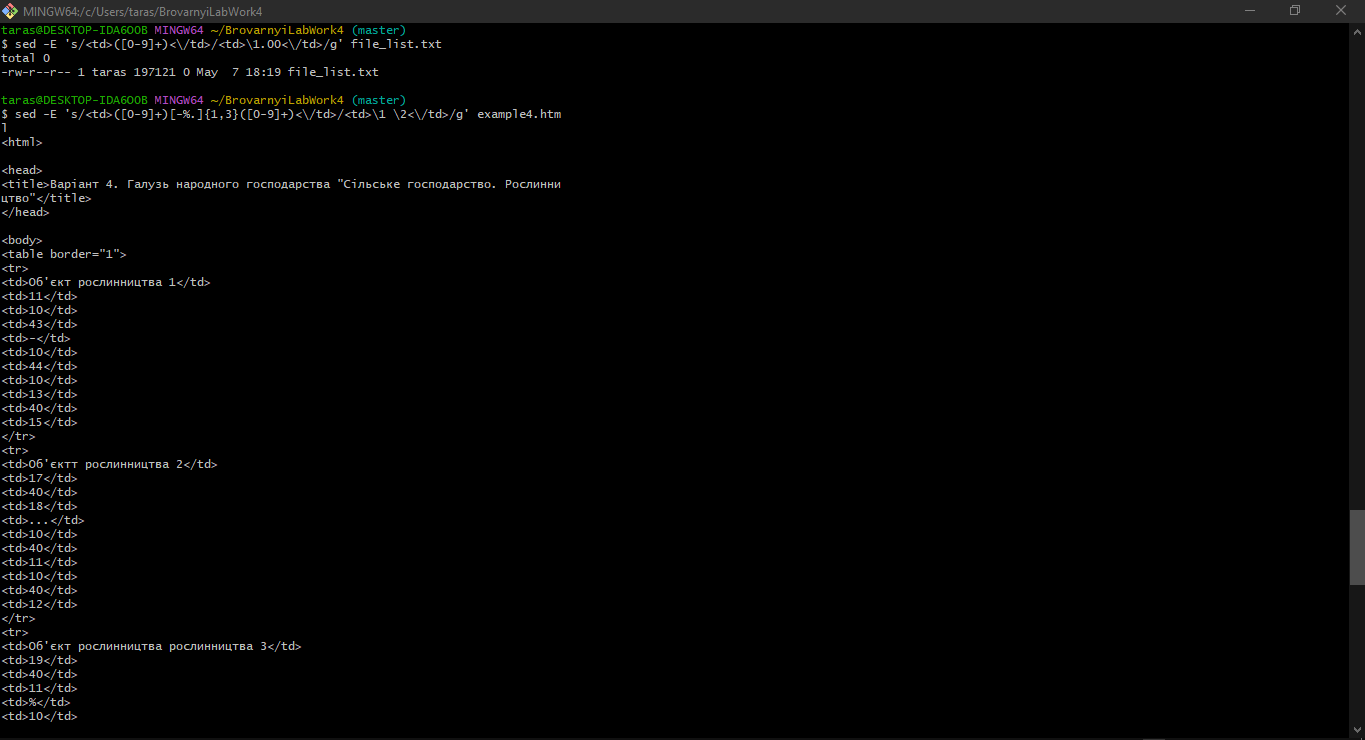 MINGW64:/c/Users/taras/BrovarnyiLabWork4
taras@DESKTOP-IDA6OOB MINGW64 ~/BrovarnyiLabWork4 (master)
$ sed -E 's/<td>([0-9]+)<\/td>/<td>\1.00<\/td>/g' file_list.txt
total 0
-rw-r--r-- 1 taras 197121 0 May  7 18:19 file_list.txt

taras@DESKTOP-IDA6OOB MINGW64 ~/BrovarnyiLabWork4 (master)
$ sed -E 's/<td>([0-9]+)[-%.]{1,3}([0-9]+)<\/td>/<td>\1 \2<\/td>/g' example4.htm
l
<html>

<head>
<title>Варіант 4. Галузь народного господарства "Сільське господарство. Рослинни
цтво"</title>
</head>

<body>
<table border="1">
<tr>
<td>Об'єкт рослинництва 1</td>
<td>11</td>
<td>10</td>
<td>43</td>
<td>-</td>
<td>10</td>
<td>44</td>
<td>10</td>
<td>13</td>
<td>40</td>
<td>15</td>
</tr>
<tr>
<td>Об'єктт рослинництва 2</td>
<td>17</td>
<td>40</td>
<td>18</td>
<td>...</td>
<td>10</td>
<td>40</td>
<td>11</td>
<td>10</td>
<td>40</td>
<td>12</td>
</tr>
<tr>
<td>Об'єкт рослинництва рослинництва 3</td>
<td>19</td>
<td>40</td>
<td>11</td>
<td>%</td>
<td>10</td>